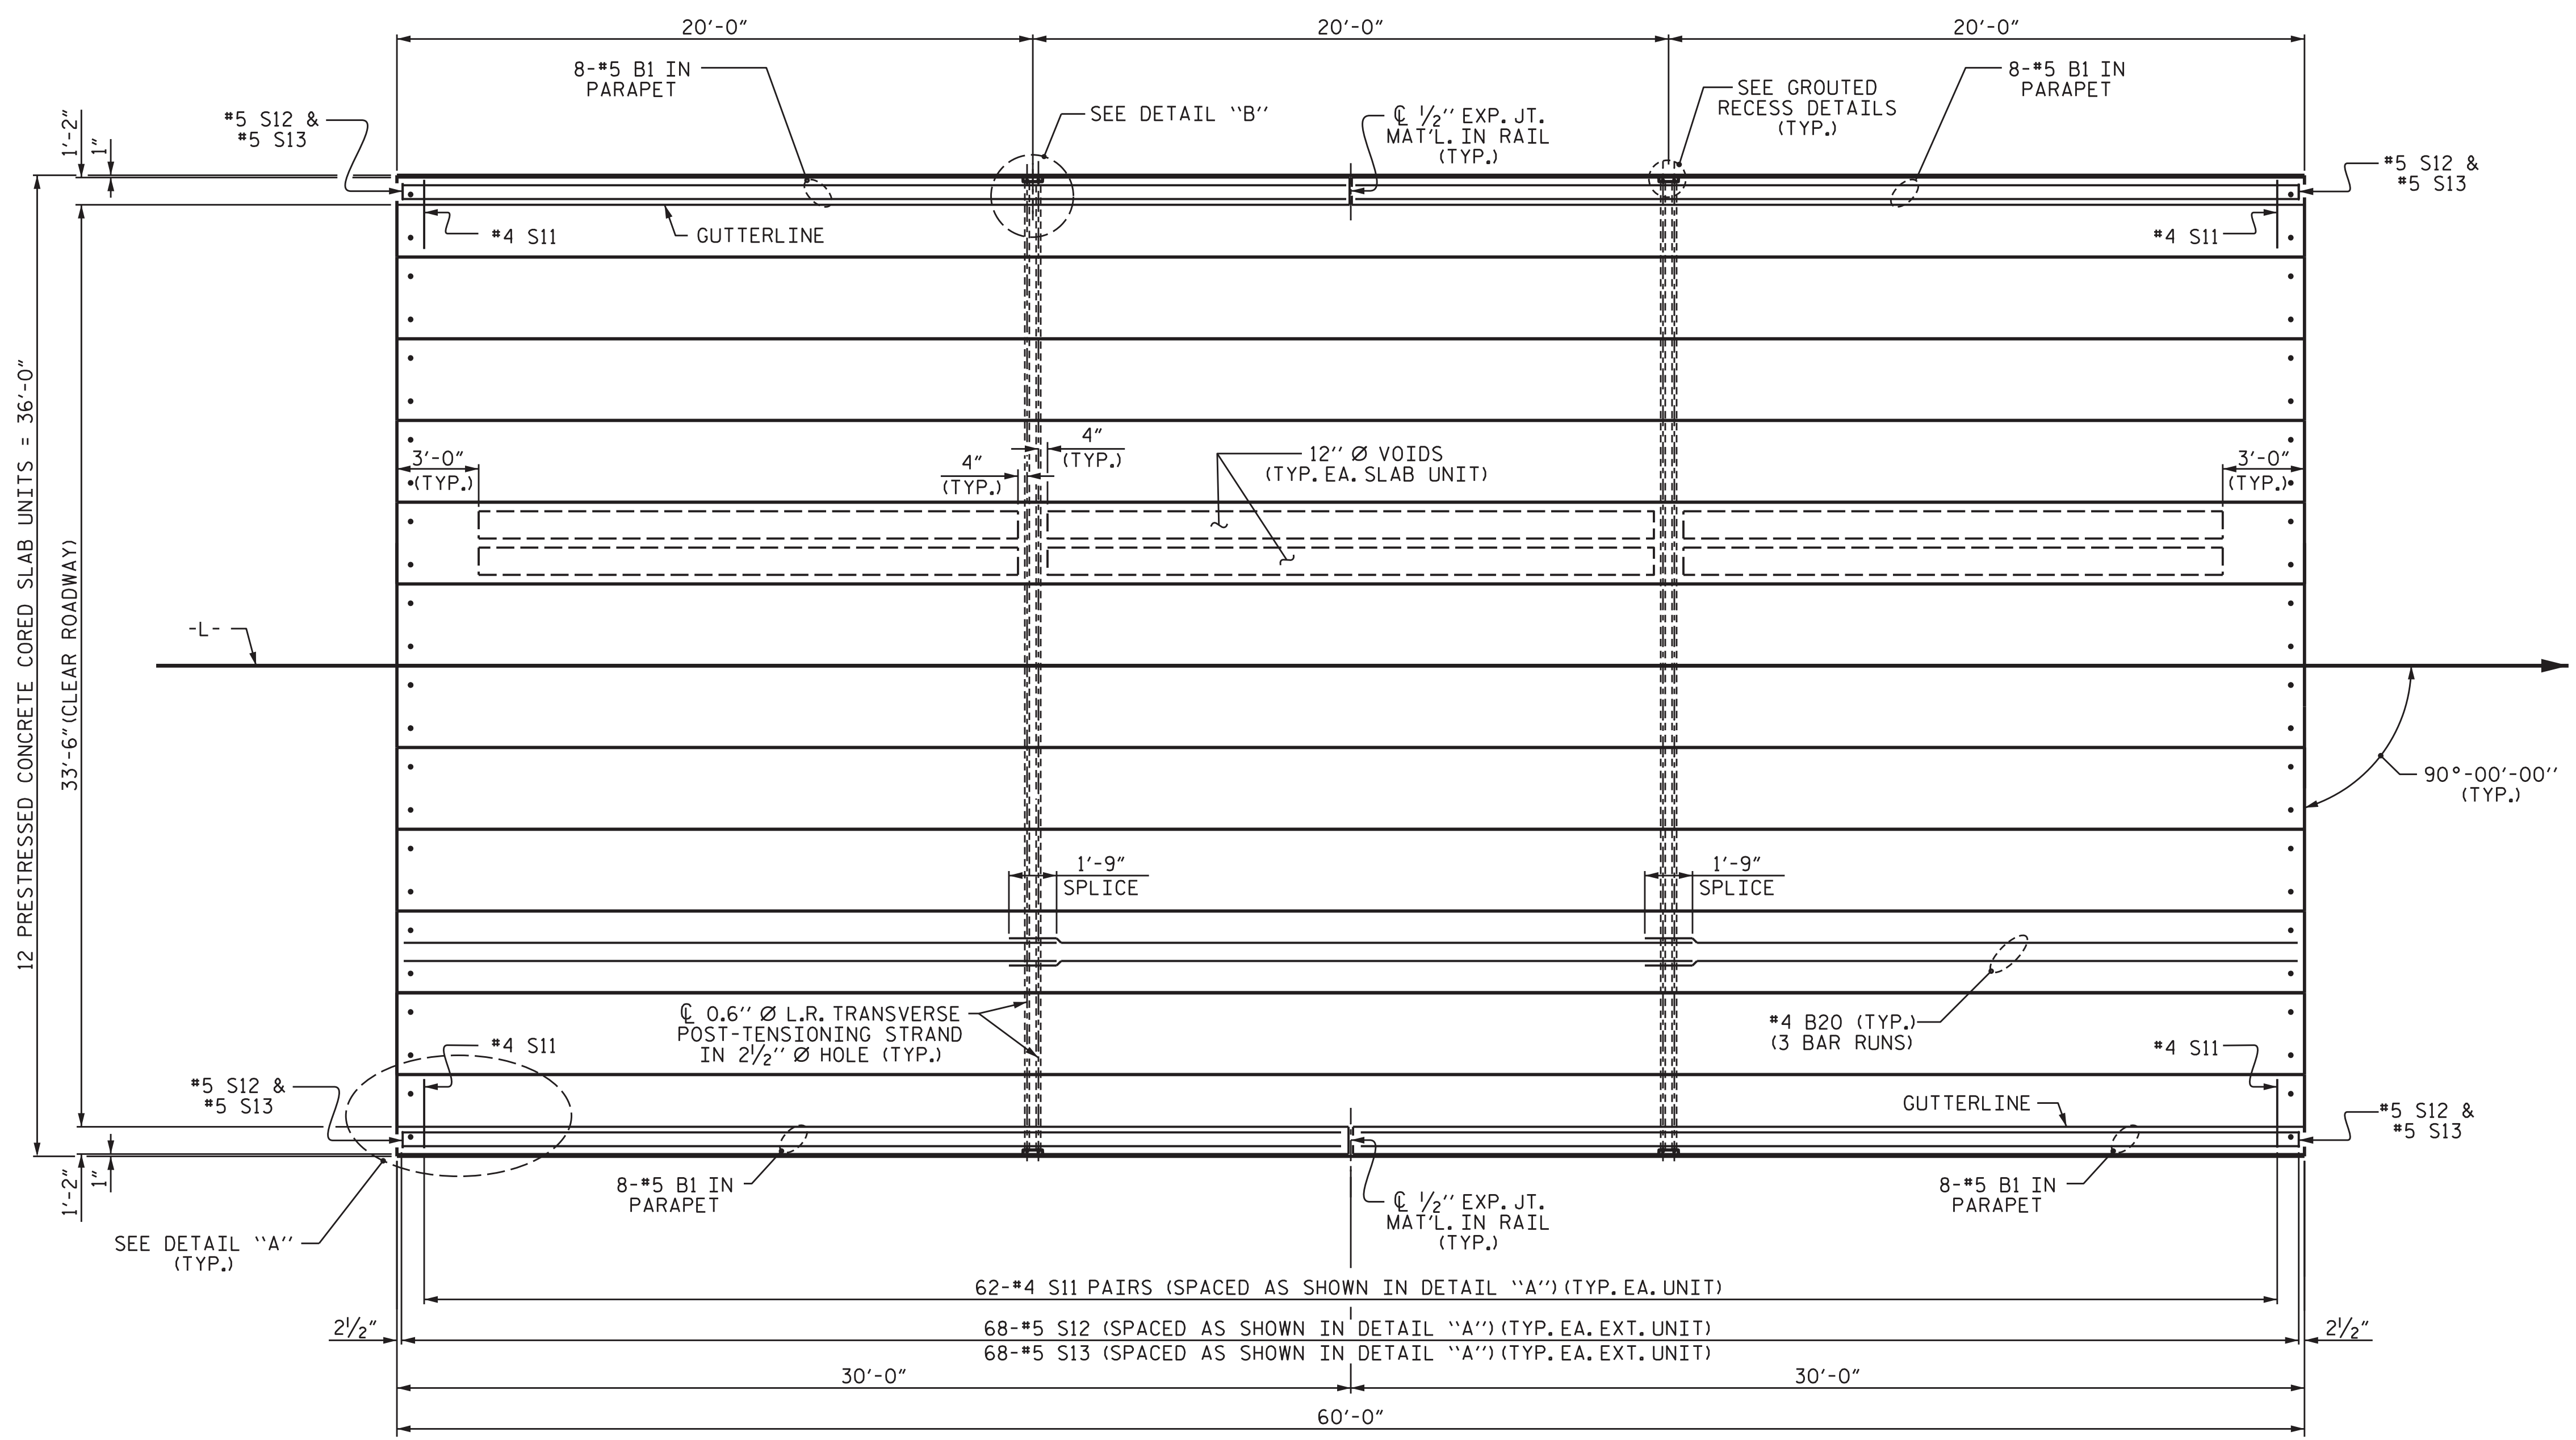 20'-0"
20'-0"
20'-0"
8-#5 B1 IN
PARAPET
8-#5 B1 IN
PARAPET
SEE DETAIL "B"
℄ 1/2" EXP. JT.
MAT'L. IN RAIL
(TYP.)
SEE GROUTED
RECESS DETAILS
(TYP.)
1'-2"
1"
#5 S12 &
#5 S13
#5 S12 &
#5 S13
#4 S11
GUTTERLINE
#4 S11
12 PRESTRESSED CONCRETE CORED SLAB UNITS = 36'-0"
33'-6" (CLEAR ROADWAY)
3'-0"
(TYP.)
4"
(TYP.)
4"
(TYP.)
12" Ø VOIDS
(TYP. EA. SLAB UNIT)
3'-0"
(TYP.)
-L-
90°-00'-00"
(TYP.)
1'-9"
SPLICE
1'-9"
SPLICE
℄ 0.6" Ø L.R. TRANSVERSE
POST-TENSIONING STRAND
IN 2 1/2" Ø HOLE (TYP.)
#4 B20 (TYP.)
(3 BAR RUNS)
#4 S11
#4 S11
#5 S12 &
#5 S13
GUTTERLINE
#5 S12 &
#5 S13
1'-2"
1"
8-#5 B1 IN
PARAPET
℄ 1/2" EXP. JT.
MAT'L. IN RAIL
(TYP.)
8-#5 B1 IN
PARAPET
SEE DETAIL "A"
(TYP.)
62-#4 S11 PAIRS (SPACED AS SHOWN IN DETAIL "A") (TYP. EA. UNIT)
2 1/2"
68-#5 S12 (SPACED AS SHOWN IN DETAIL "A") (TYP. EA. EXT. UNIT)
2 1/2"
68-#5 S13 (SPACED AS SHOWN IN DETAIL "A") (TYP. EA. EXT. UNIT)
30'-0"
30'-0"
60'-0"